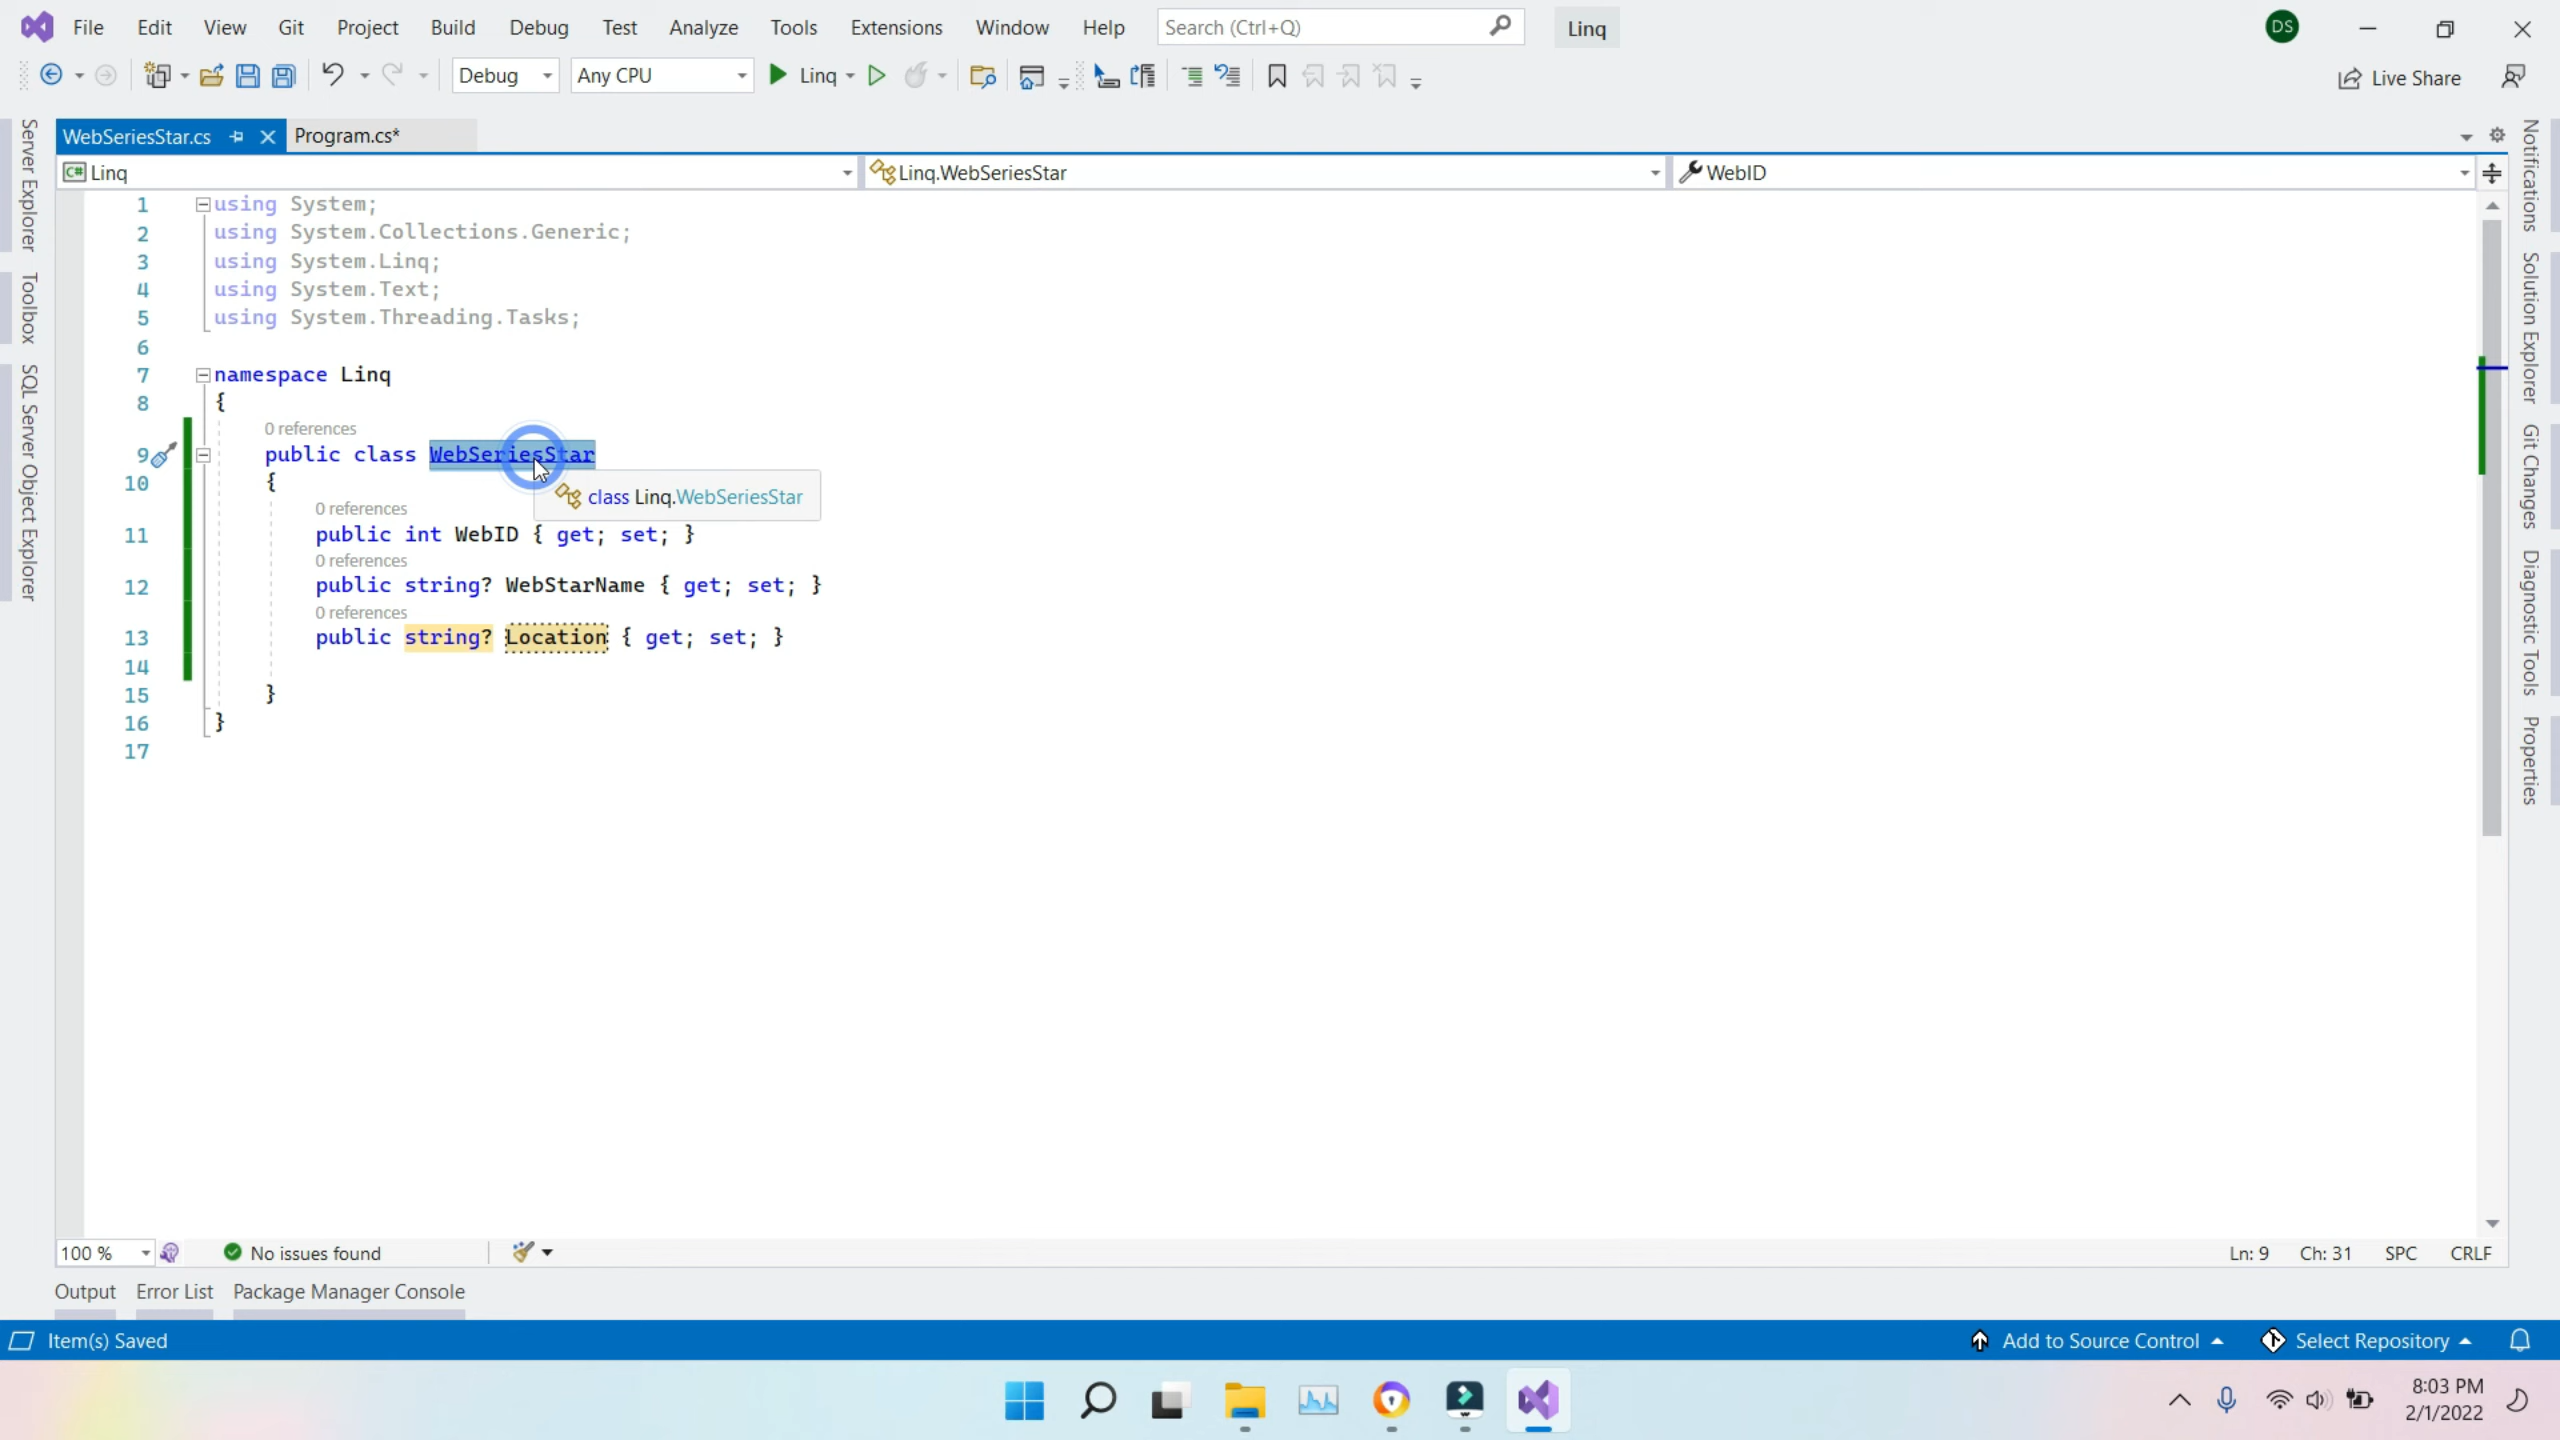 File Edit View Git Project Build Debug Test Analyze Tools Extensions Window Help Search (Ctrl+Q) Linq DS
Debug Any CPU Linq Live Share
WebSeriesStar.cs Program.cs*
C# Linq Linq.WebSeriesStar WebID
Server Explorer
Toolbox
SQL Server Object Explorer
1 using System;
2 using System.Collections.Generic;
3 using System.Linq;
4 using System.Text;
5 using System.Threading.Tasks;
6
7 namespace Linq
8 {
0 references
9 public class WebSeriesStar
10 {
class Linq.WebSeriesStar
0 references
11 public int WebID { get; set; }
0 references
12 public string? WebStarName { get; set; }
0 references
13 public string? Location { get; set; }
14
15 }
16 }
17
Notifications
Solution Explorer
Git Changes
Diagnostic Tools
Properties
100 % No issues found Ln: 9 Ch: 31 SPC CRLF
Output Error List Package Manager Console
Item(s) Saved Add to Source Control Select Repository
8:03 PM
2/1/2022